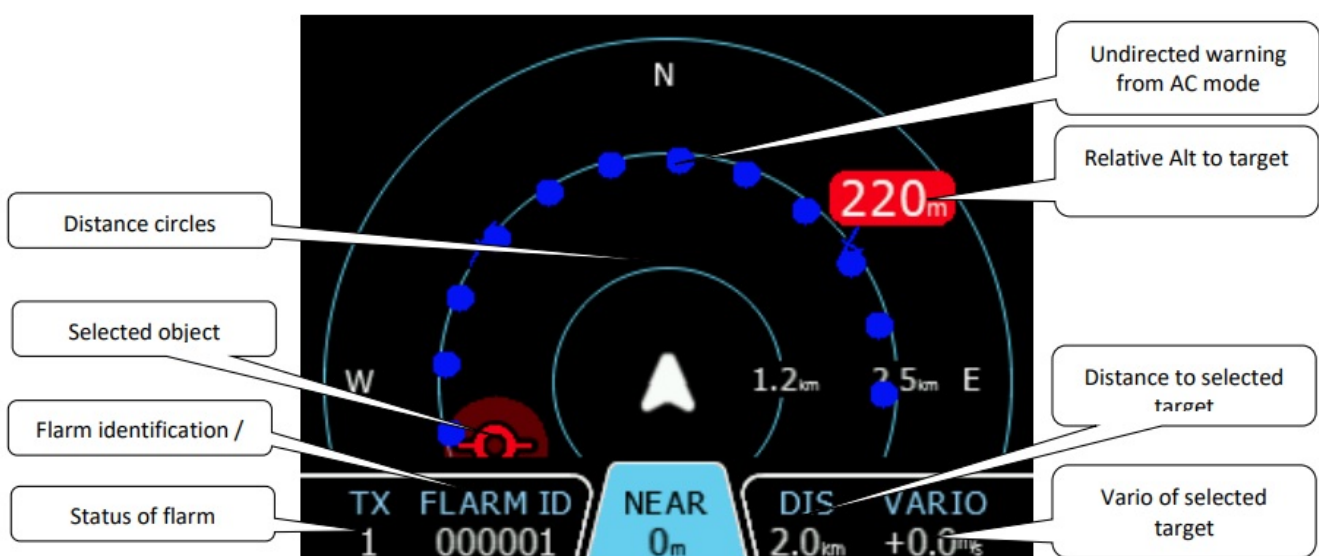 Undirected warning
from AC mode
Relative Alt to target
Distance circles
Selected object
Flarm identification /
Status of flarm
Distance to selected
target
Vario of selected
target
N
220m
W
1.2km
2.5km
E
TX
FLARM ID
NEAR
DIS
VARIO
1
000001
0m
2.0km
+0.0m/s